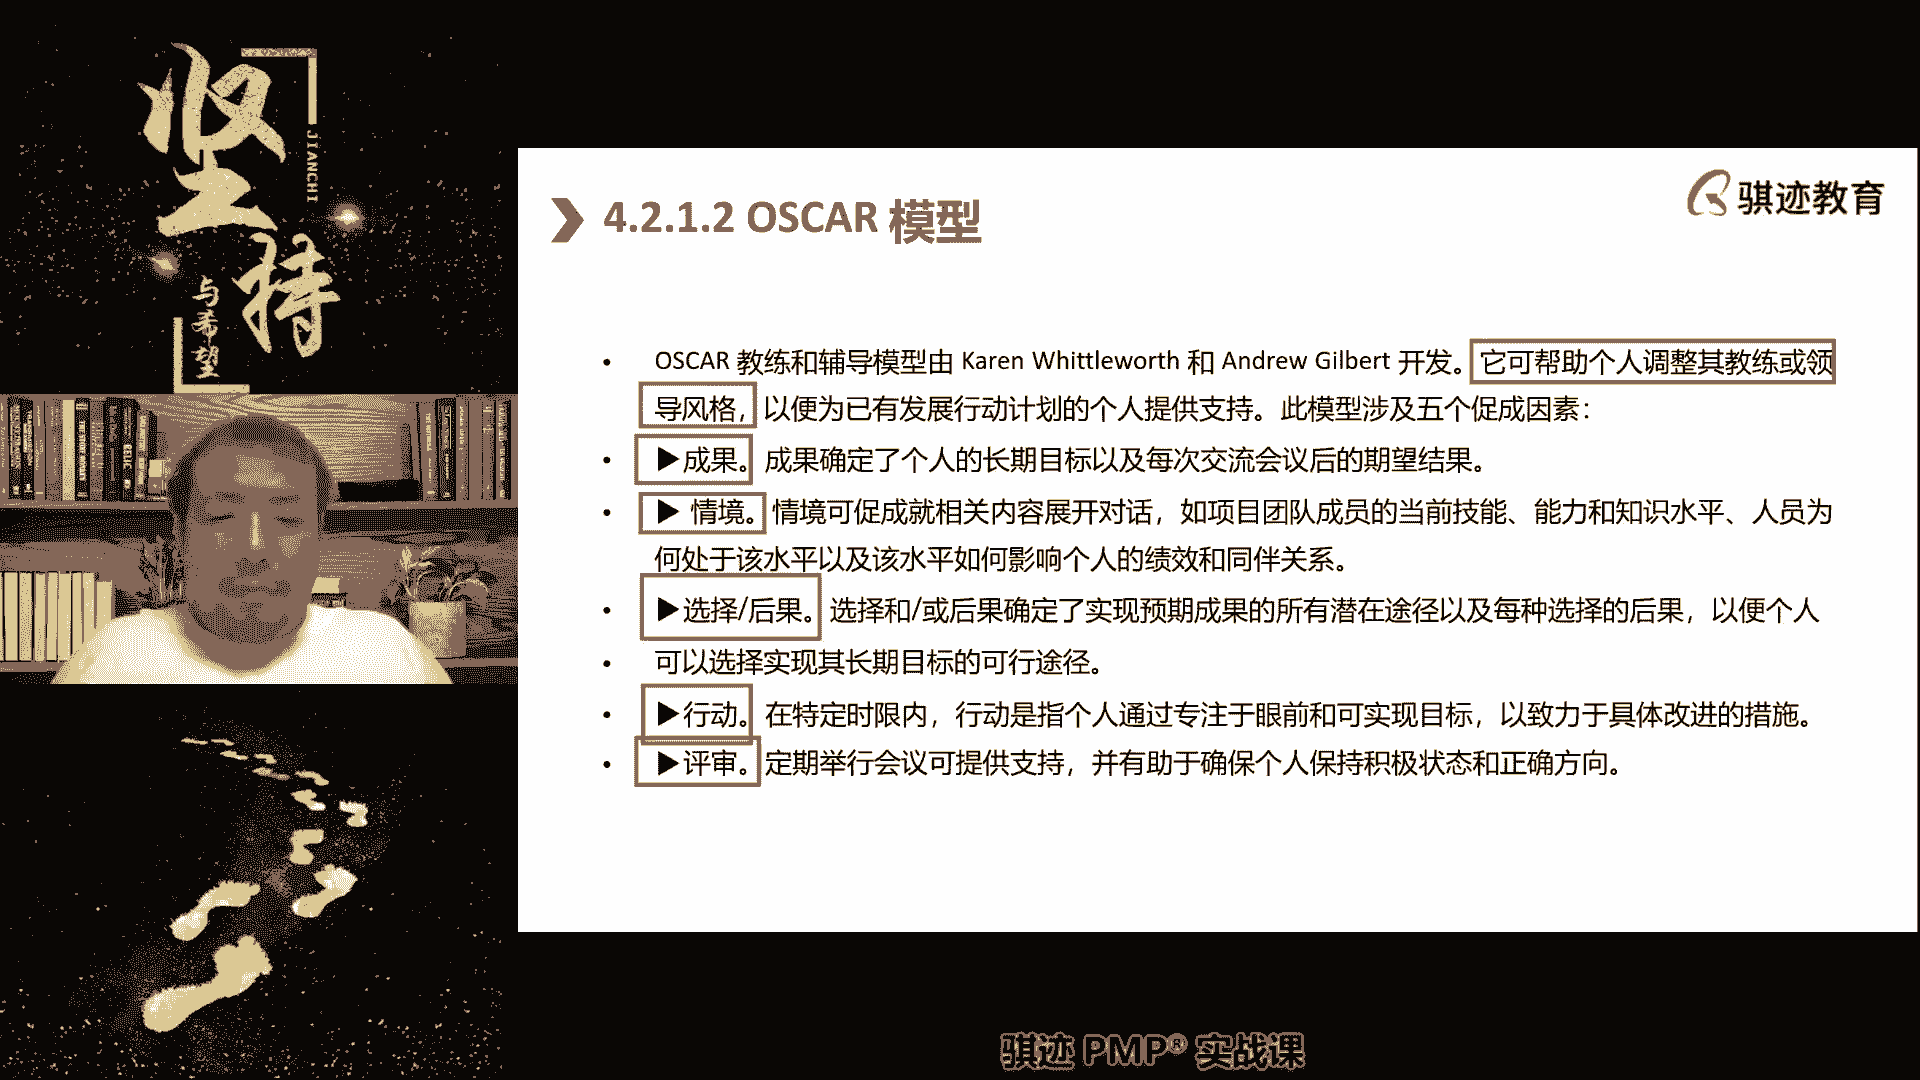 坚持
JIANCHI
与希望
骐迹教育
4.2.1.2 OSCAR 模型
• OSCAR 教练和辅导模型由 Karen Whittleworth 和 Andrew Gilbert 开发。它可帮助个人调整其教练或领
导风格，以便为已有发展行动计划的个人提供支持。此模型涉及五个促成因素：
• ▶成果。成果确定了个人的长期目标以及每次交流会议后的期望结果。
• ▶ 情境。情境可促成就相关内容展开对话，如项目团队成员的当前技能、能力和知识水平、人员为
何处于该水平以及该水平如何影响个人的绩效和同伴关系。
• ▶选择/后果。选择和/或后果确定了实现预期成果的所有潜在途径以及每种选择的后果，以便个人
• 可以选择实现其长期目标的可行途径。
• ▶行动。在特定时限内，行动是指个人通过专注于眼前和可实现目标，以致力于具体改进的措施。
• ▶评审。定期举行会议可提供支持，并有助于确保个人保持积极状态和正确方向。
骐迹 PMP® 实战课